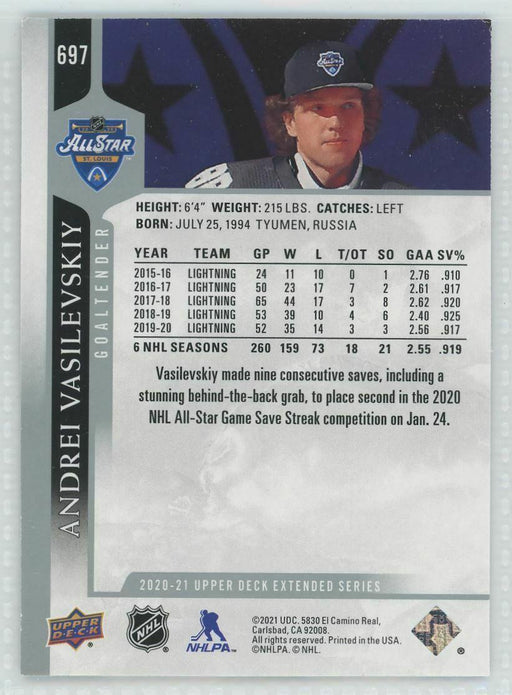 697
NHL
ALL STAR
ST. LOUIS
ANDREI VASILEVSKIY
GOALTENDER
All Star
HEIGHT: 6'4" WEIGHT: 215 LBS. CATCHES: LEFT
BORN: JULY 25, 1994 TYUMEN, RUSSIA
YEAR TEAM GP W L T/OT SO GAA SV%
2015-16 LIGHTNING 24 11 10 0 1 2.76 .910
2016-17 LIGHTNING 50 23 17 7 2 2.61 .917
2017-18 LIGHTNING 65 44 17 3 8 2.62 .920
2018-19 LIGHTNING 53 39 10 4 6 2.40 .925
2019-20 LIGHTNING 52 35 14 3 3 2.56 .917
6 NHL SEASONS 260 159 73 18 21 2.55 .919
Vasilevskiy made nine consecutive saves, including a
stunning behind-the-back grab, to place second in the 2020
NHL All-Star Game Save Streak competition on Jan. 24.
2020-21 UPPER DECK EXTENDED SERIES
UPPER DECK
NHL ®
NHLPA™
©2021 UDC. 5830 El Camino Real,
Carlsbad, CA 92008.
All rights reserved. Printed in the USA.
©NHLPA. © NHL.
®